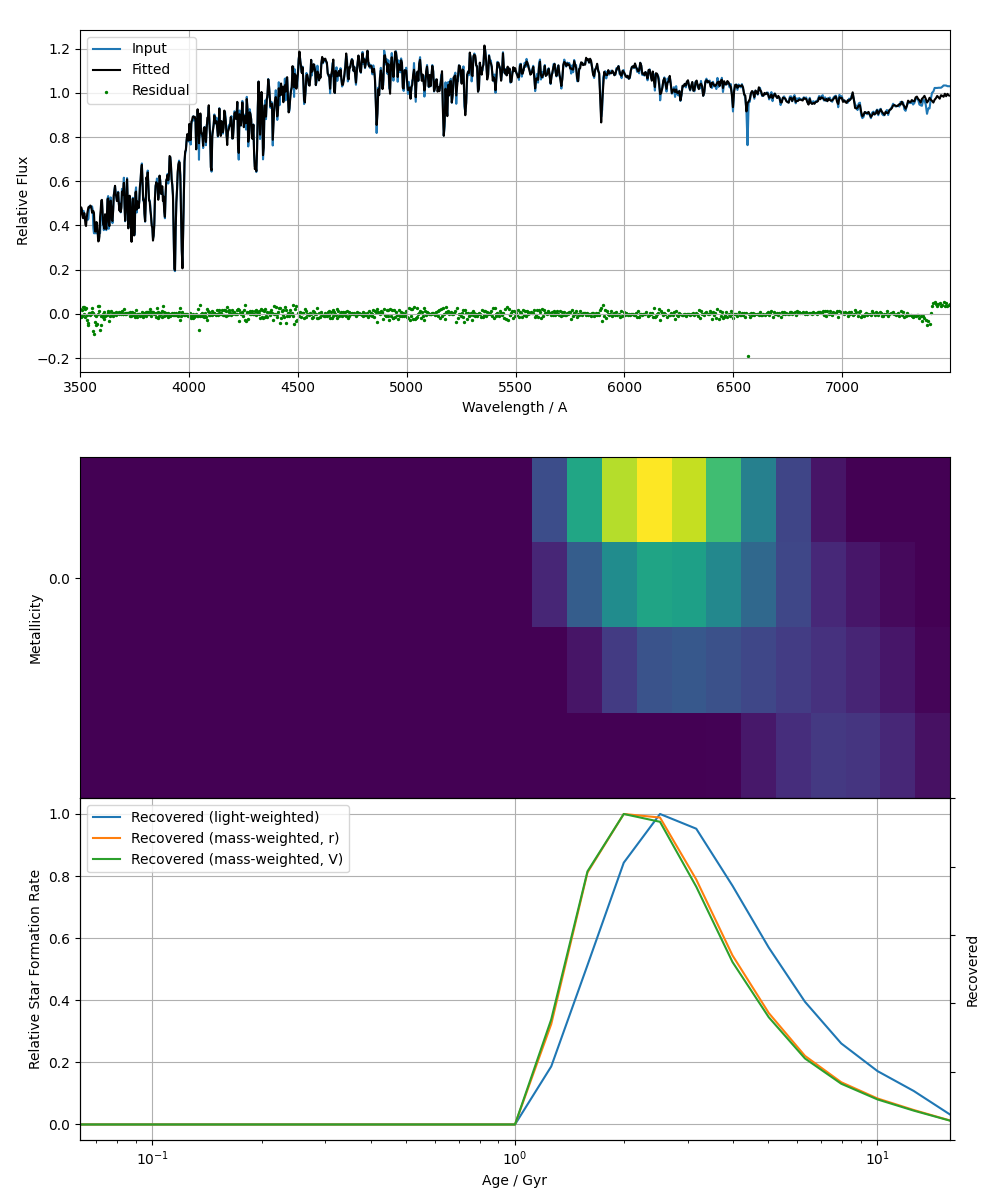 1.2
1.0
0.8
0.6
0.4
0.2
0.0
−0.2
Relative Flux
Input
Fitted
Residual
3500 4000 4500 5000 5500 6000 6500 7000
Wavelength / A
0.0
Metallicity
1.0
0.8
0.6
0.4
0.2
0.0
Relative Star Formation Rate
Recovered (light-weighted)
Recovered (mass-weighted, r)
Recovered (mass-weighted, V)
Recovered
10⁻¹ 10⁰ 10¹
Age / Gyr